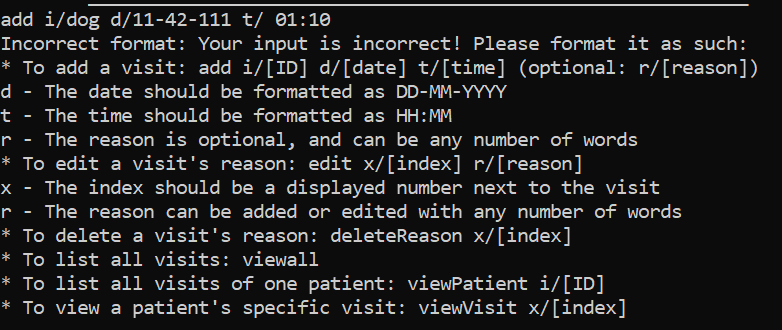 add i/dog d/11-42-111 t/ 01:10
Incorrect format: Your input is incorrect! Please format it as such:
* To add a visit: add i/[ID] d/[date] t/[time] (optional: r/[reason])
d - The date should be formatted as DD-MM-YYYY
t - The time should be formatted as HH:MM
r - The reason is optional, and can be any number of words
* To edit a visit's reason: edit x/[index] r/[reason]
x - The index should be a displayed number next to the visit
r - The reason can be added or edited with any number of words
* To delete a visit's reason: deleteReason x/[index]
* To list all visits: viewall
* To list all visits of one patient: viewPatient i/[ID]
* To view a patient's specific visit: viewVisit x/[index]